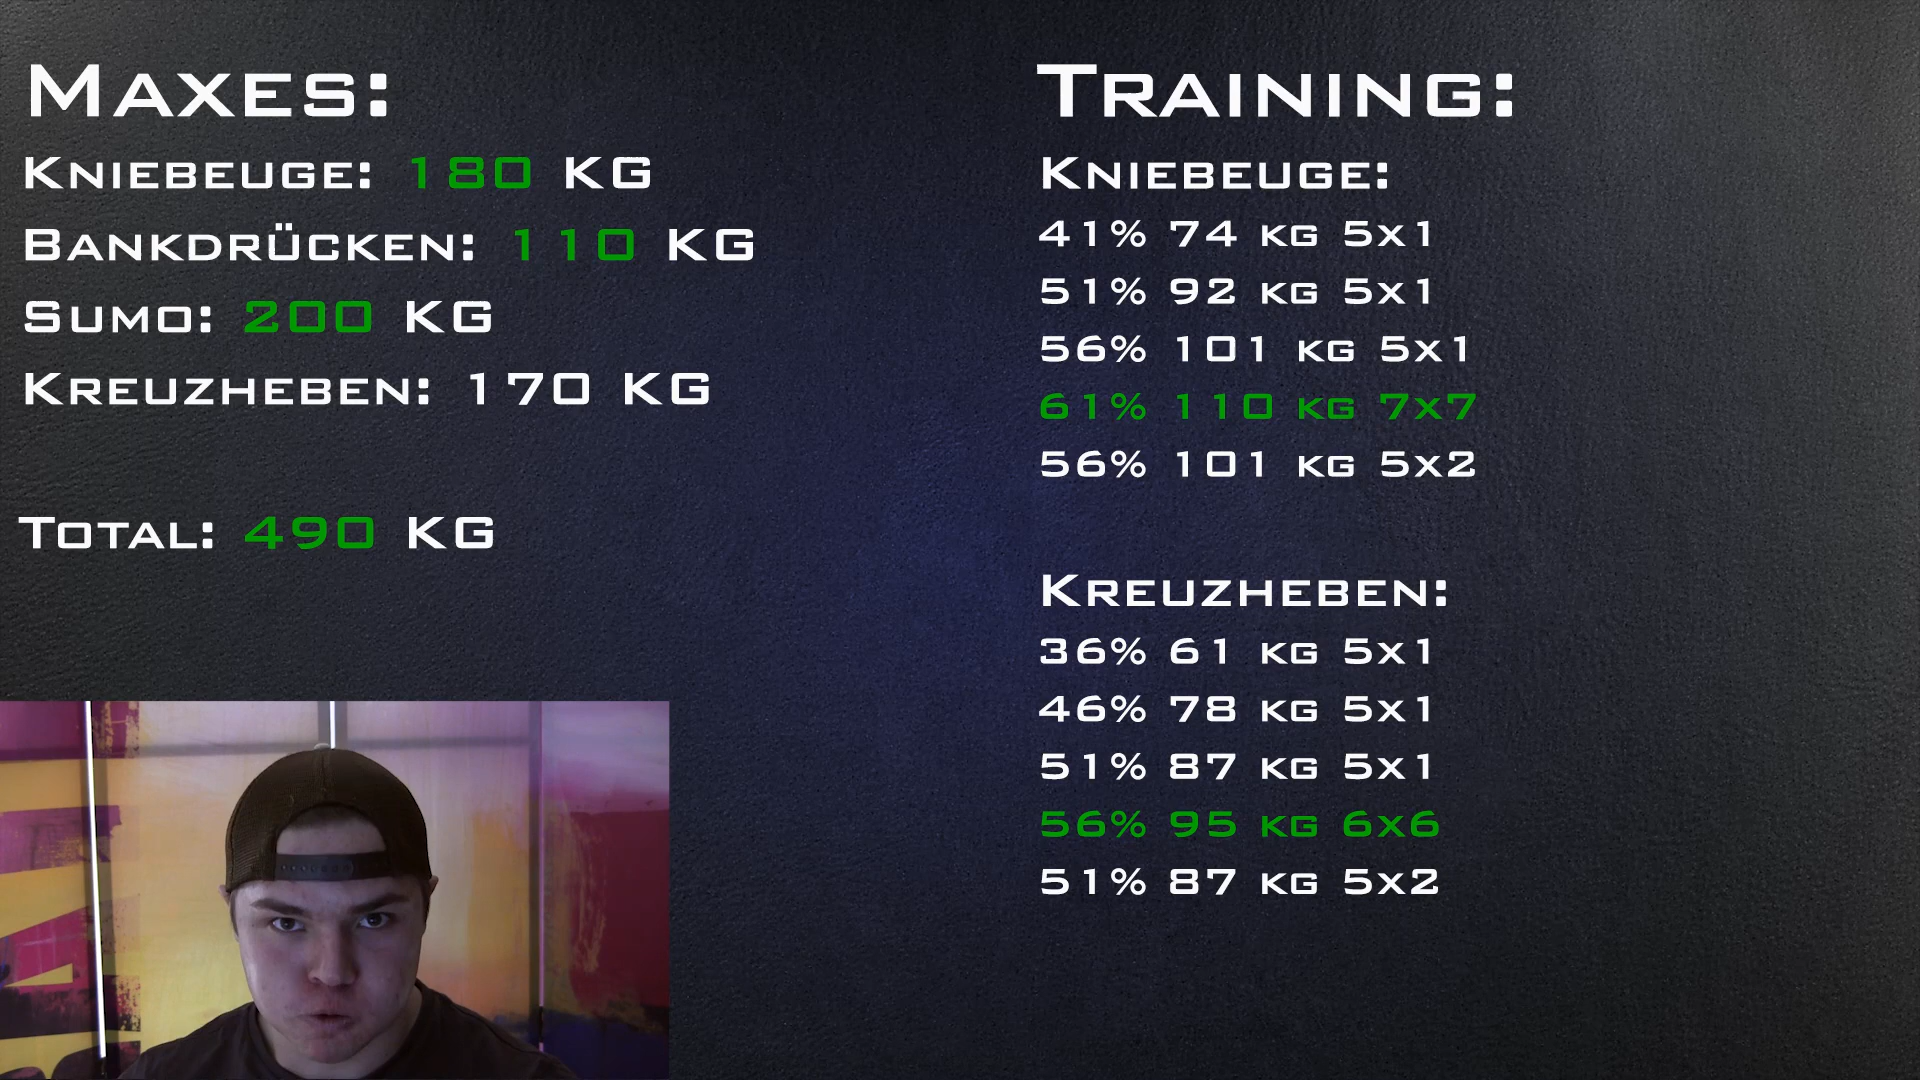 Maxes:
Kniebeuge: 180 KG
Bankdrücken: 110 KG
Sumo: 200 KG
Kreuzheben: 170 KG
Total: 490 KG
Training:
Kniebeuge:
41% 74 kg 5x1
51% 92 kg 5x1
56% 101 kg 5x1
61% 110 kg 7x7
56% 101 kg 5x2
Kreuzheben:
36% 61 kg 5x1
46% 78 kg 5x1
51% 87 kg 5x1
56% 95 kg 6x6
51% 87 kg 5x2